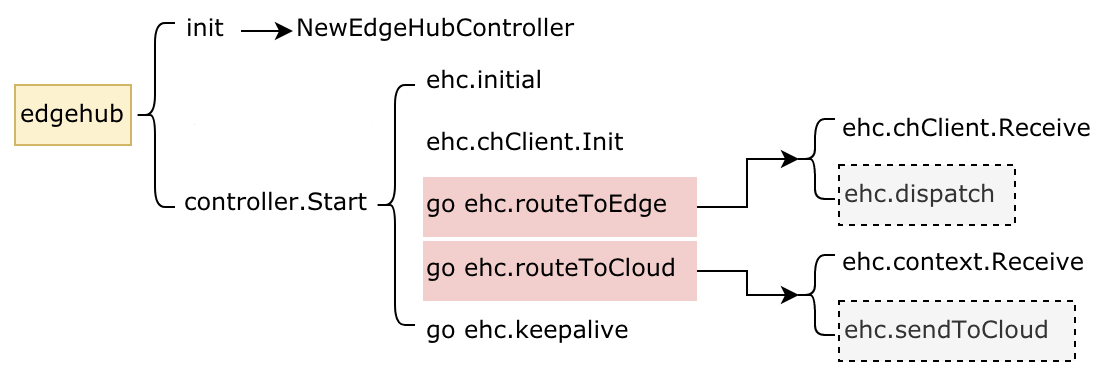 init
NewEdgeHubController
edgehub
controller.Start
ehc.initial
ehc.chClient.Init
go ehc.routeToEdge
go ehc.routeToCloud
go ehc.keepalive
ehc.chClient.Receive
ehc.dispatch
ehc.context.Receive
ehc.sendToCloud